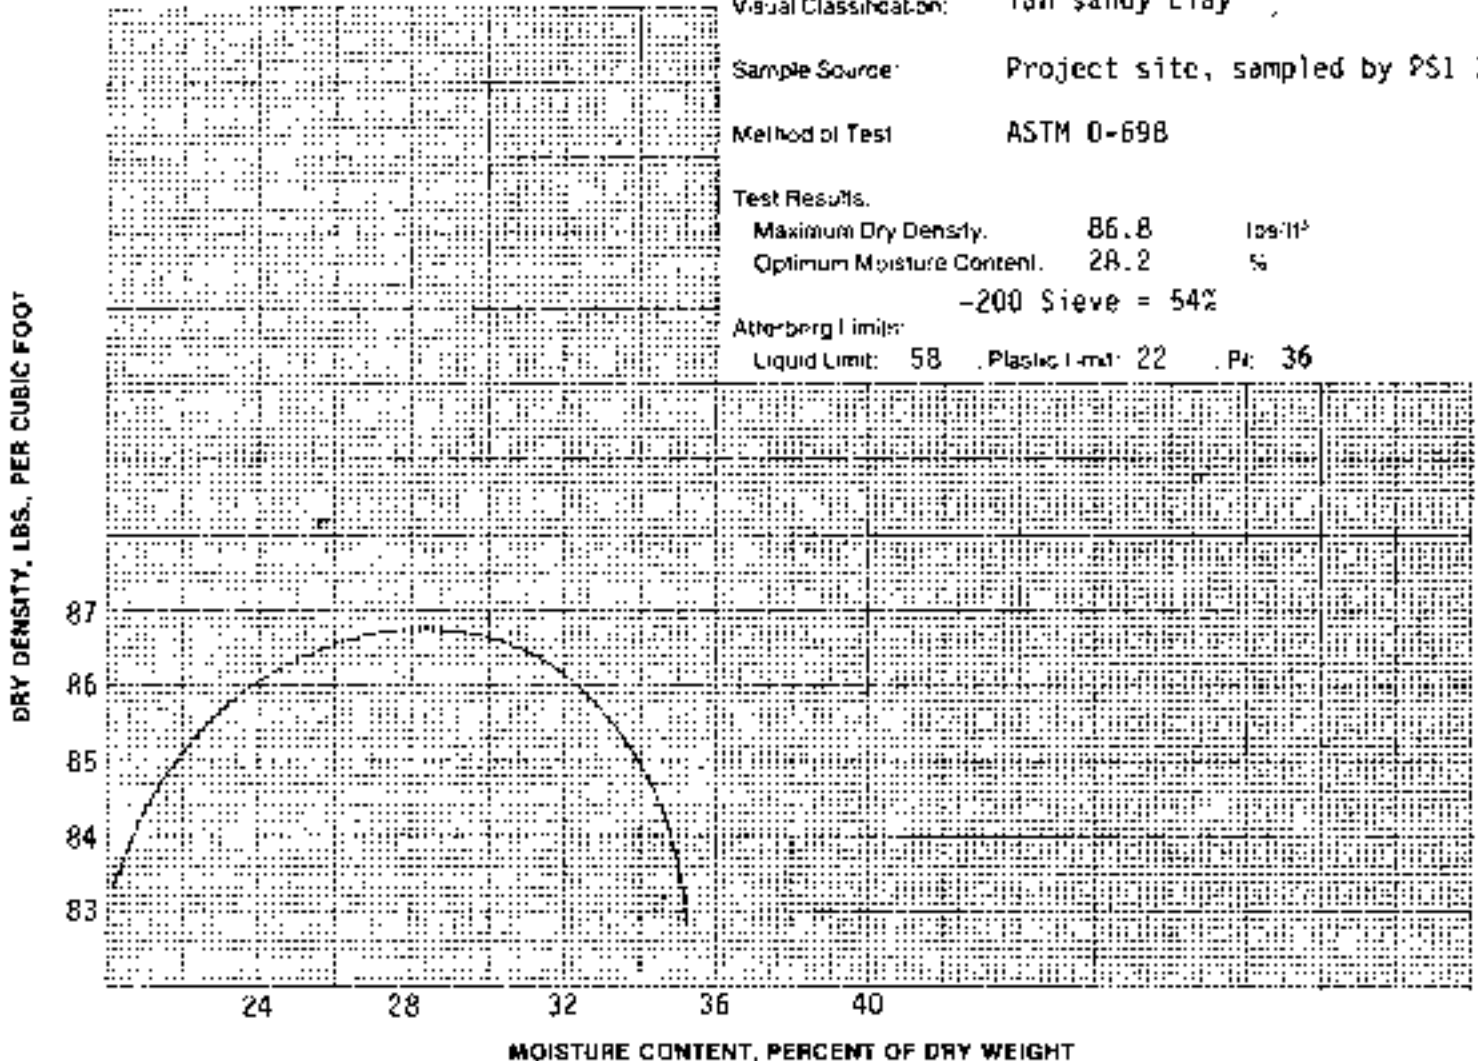 Visual Classification: Tan sandy clay
Sample Source: Project site, sampled by PSI
Method of Test ASTM D-698
Test Results.
Maximum Dry Density. 86.8 lbs/ft³
Optimum Moisture Content. 28.2 %
-200 Sieve = 54%
Atterberg Limits:
Liquid Limit: 58 . Plastic Limit: 22 . PI: 36
DRY DENSITY, LBS. PER CUBIC FOOT
87
86
85
84
83
24 28 32 36 40
MOISTURE CONTENT, PERCENT OF DRY WEIGHT